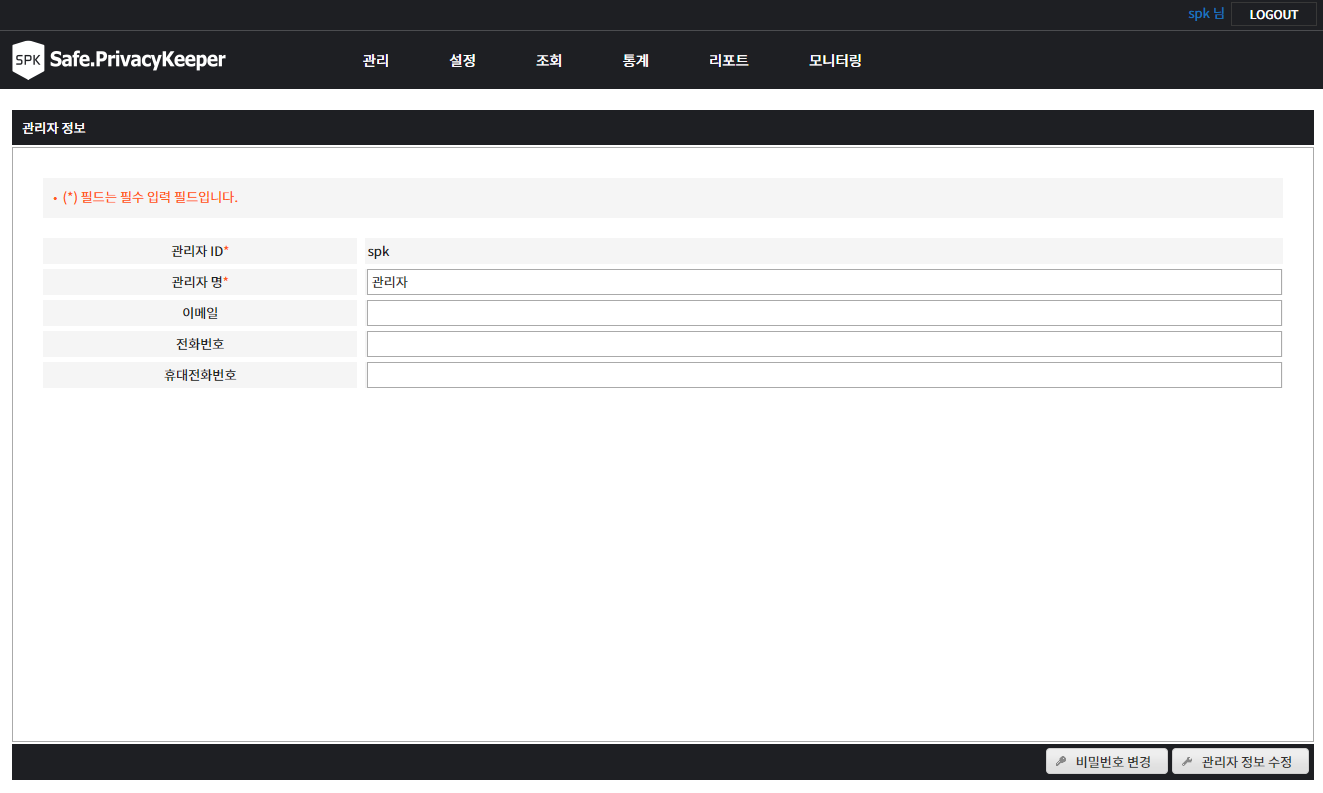 spk 님 LOGOUT
SPK Safe.PrivacyKeeper 관리 설정 조회 통계 리포트 모니터링
관리자 정보
• (*) 필드는 필수 입력 필드입니다.
관리자 ID* spk
관리자 명* 관리자
이메일
전화번호
휴대전화번호
비밀번호 변경 관리자 정보 수정